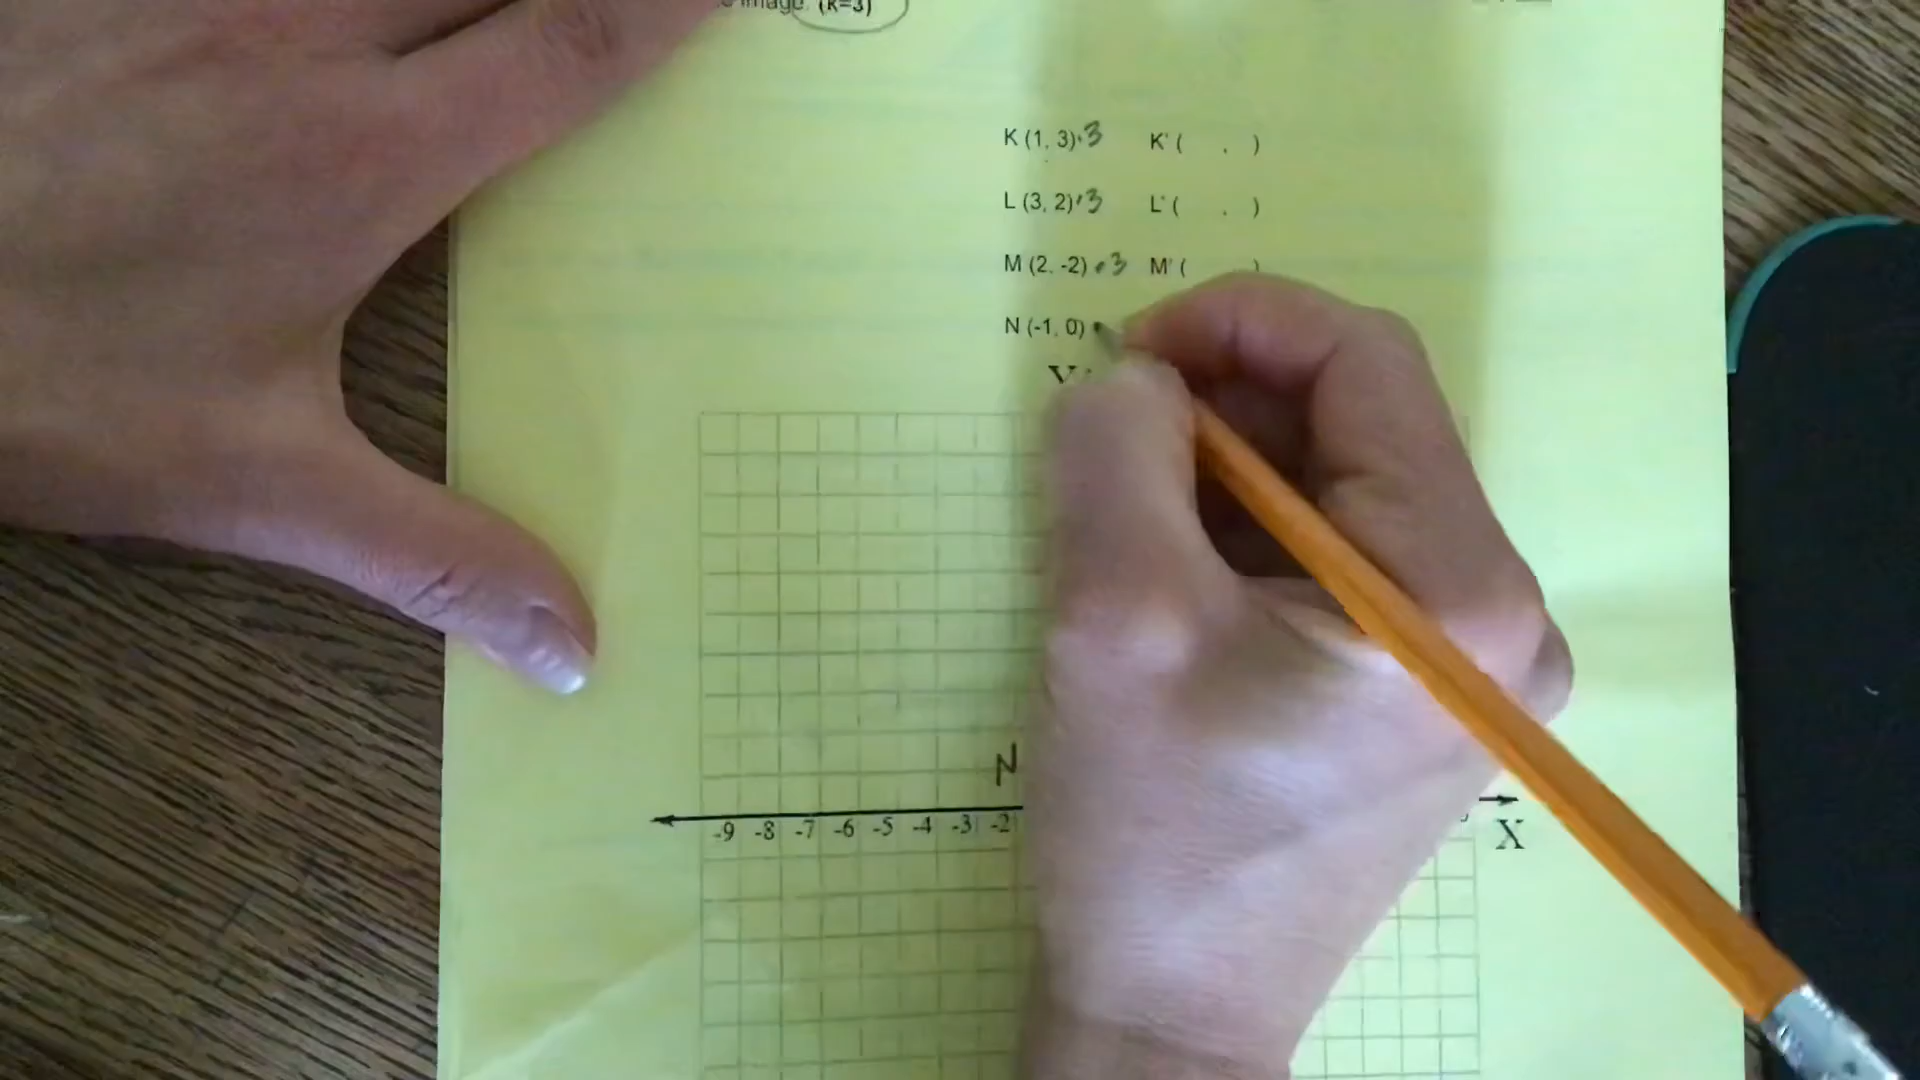 image (k=3)
K (1, 3)·3 K' ( , )
L (3, 2)·3 L' ( , )
M (2, -2)·3 M' ( )
N (-1, 0)·
Y
N
-9 -8 -7 -6 -5 -4 -3 -2
X